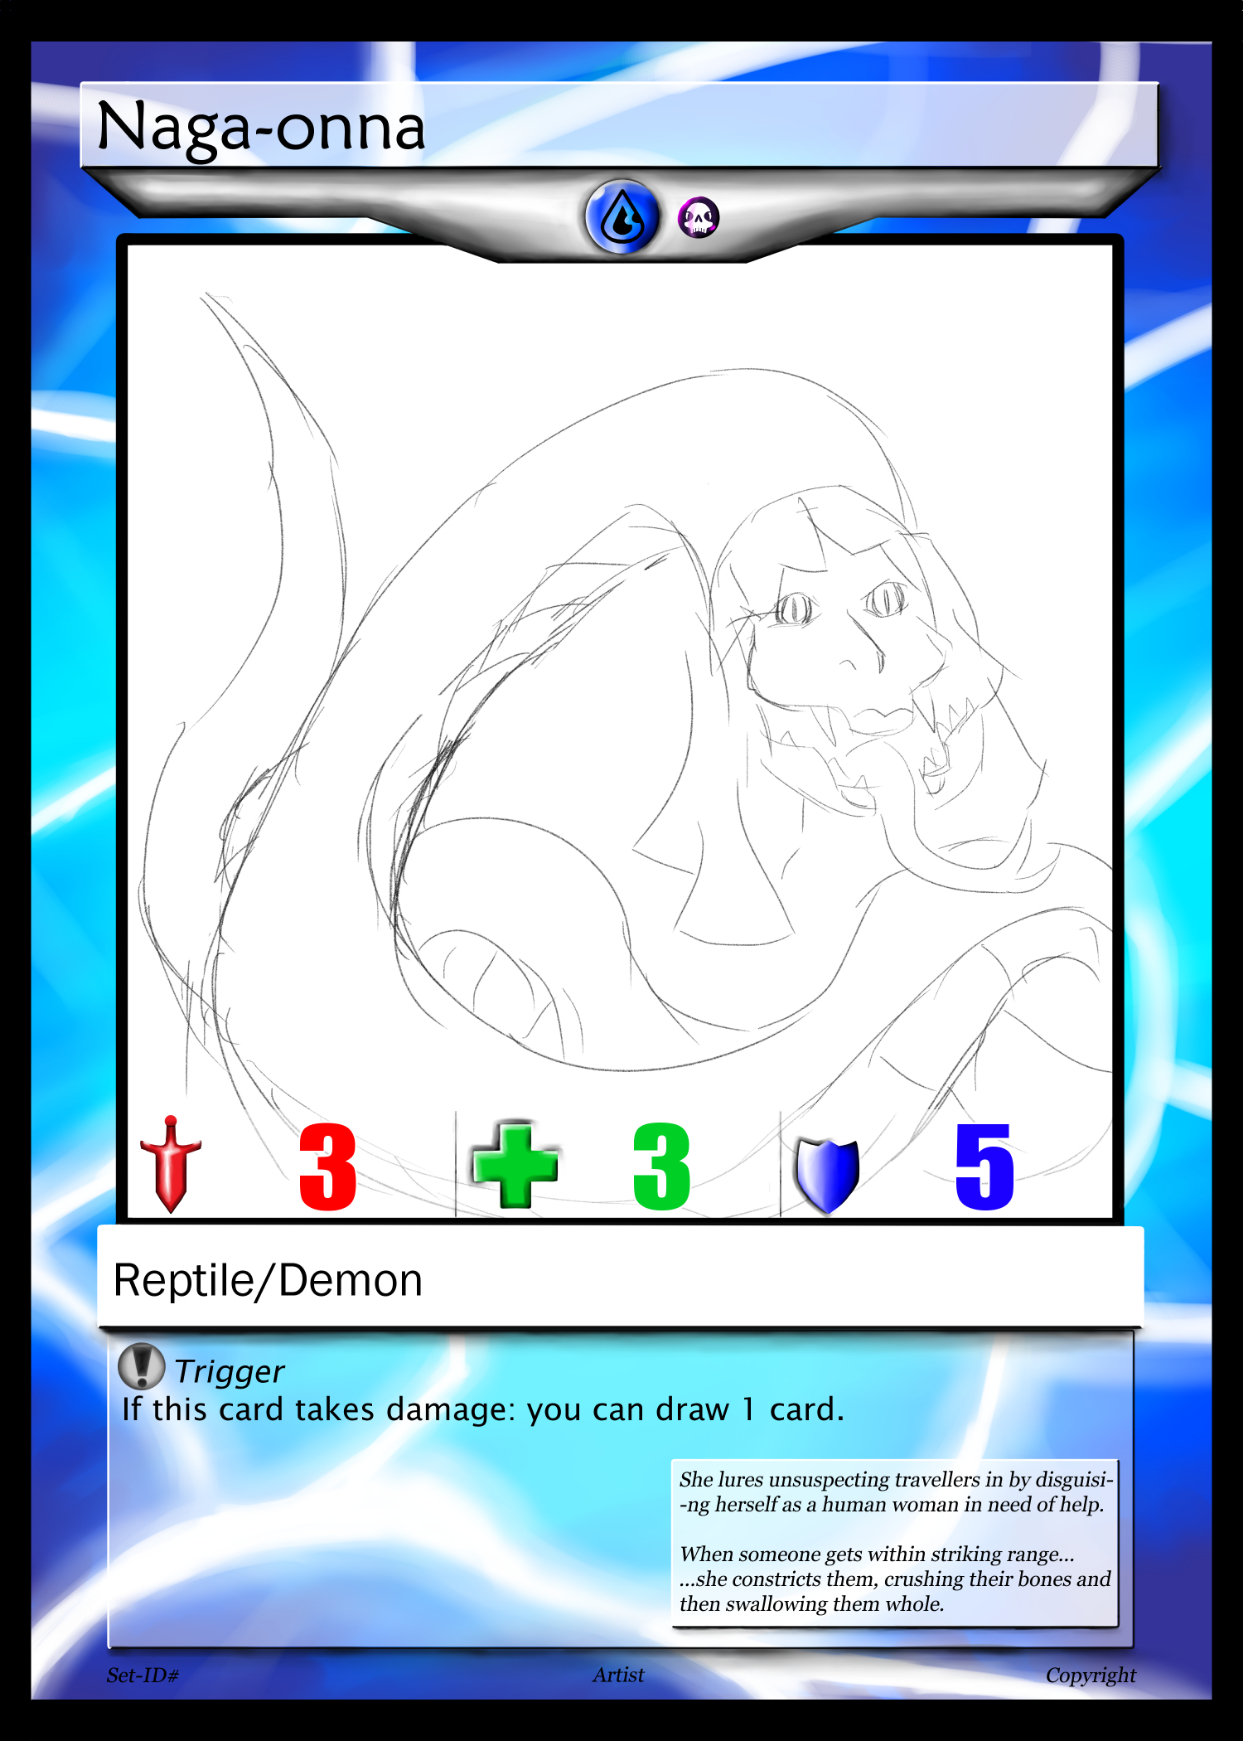 Naga-onna
3
3
5
Reptile/Demon
Trigger
If this card takes damage: you can draw 1 card.
She lures unsuspecting travellers in by disguisi-
-ng herself as a human woman in need of help.
When someone gets within striking range...
...she constricts them, crushing their bones and
then swallowing them whole.
Set-ID#
Artist
Copyright